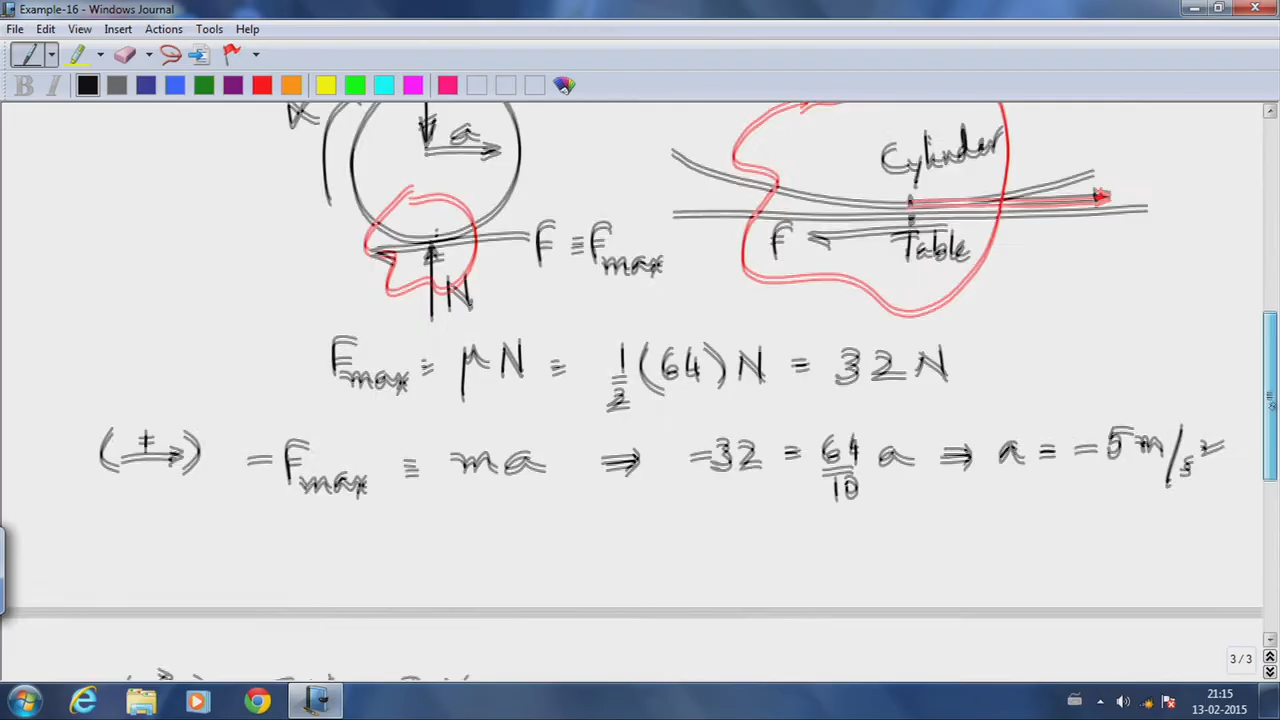 Example-16 - Windows Journal
File Edit View Insert Actions Tools Help
B I
α a
Cylinder
F = Fmax
F
Table
N
Fmax = μN = 1/2 (64) N = 32 N
(+→) -Fmax = ma ⇒ -32 = 64/10 a ⇒ a = -5 m/s²
3 / 3
21:15
13-02-2015